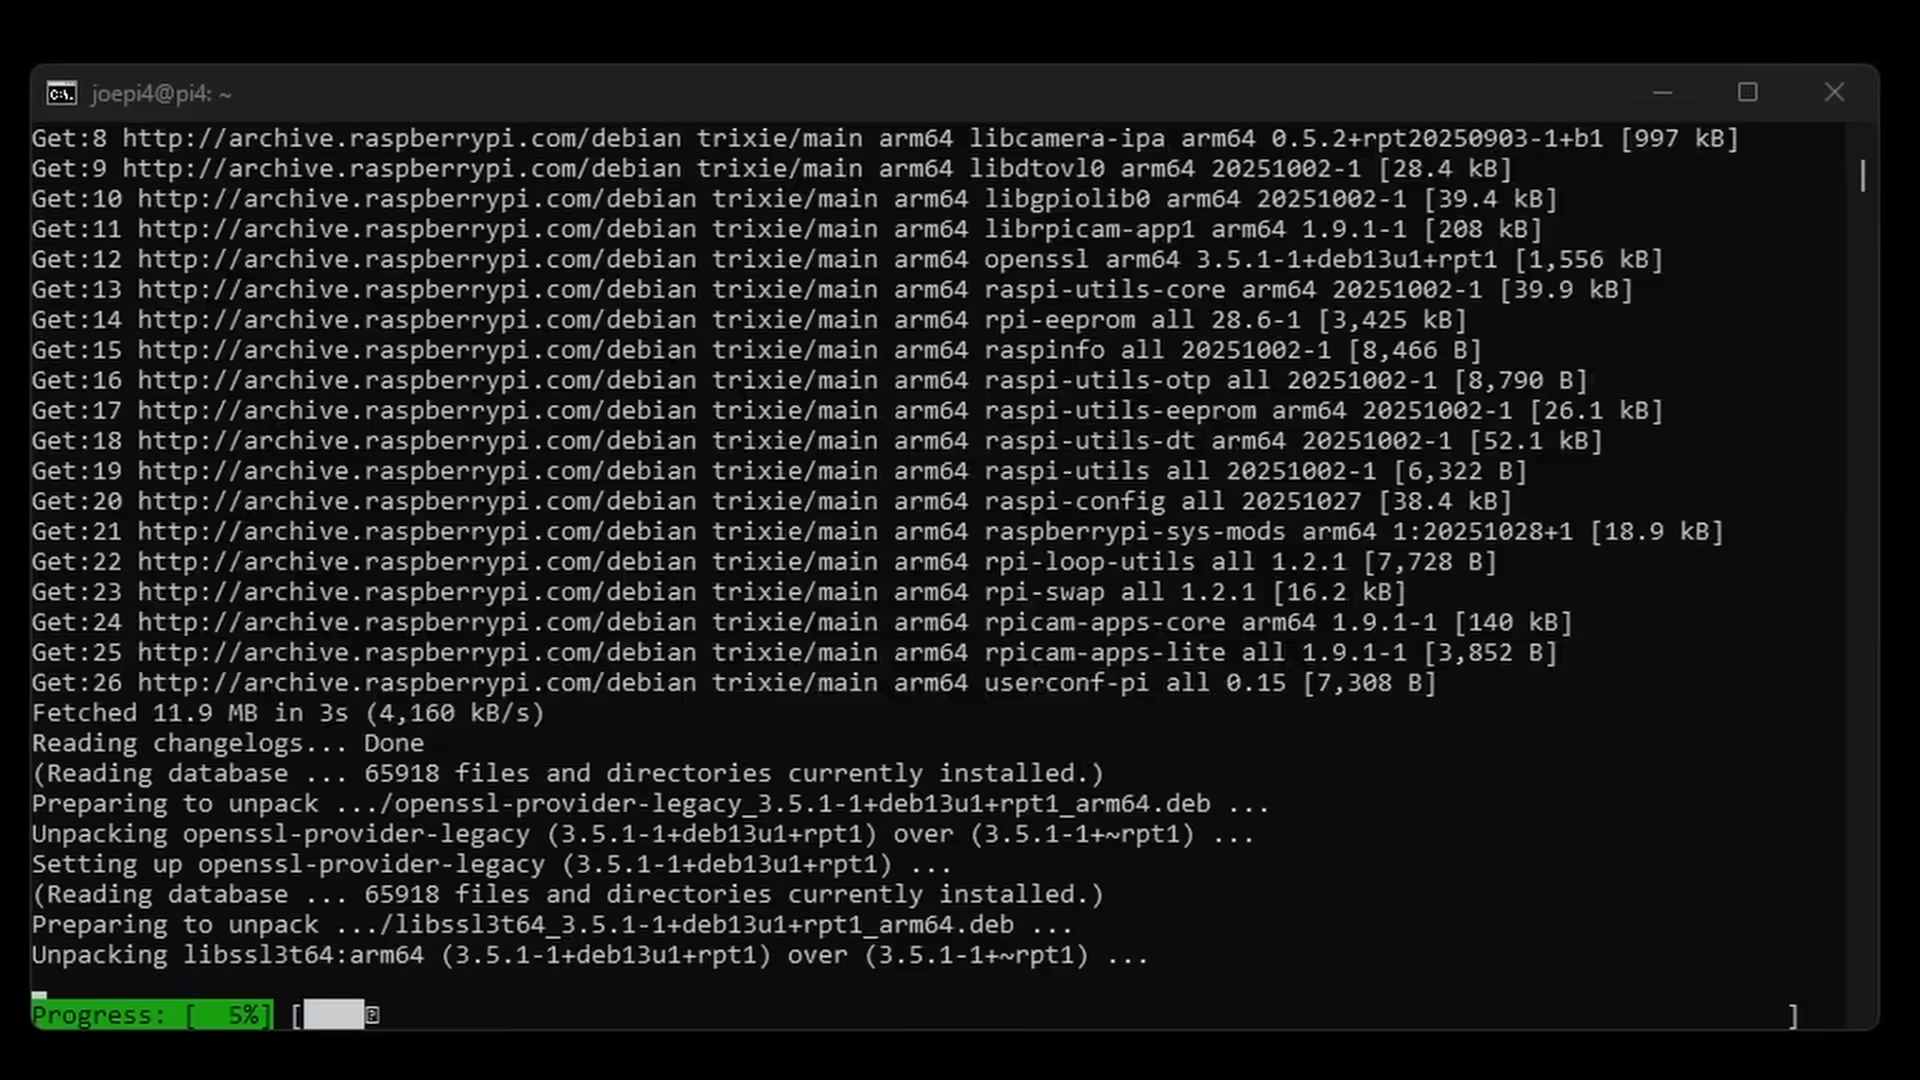 joepi4@pi4: ~
Get:8 http://archive.raspberrypi.com/debian trixie/main arm64 libcamera-ipa arm64 0.5.2+rpt20250903-1+b1 [997 kB]
Get:9 http://archive.raspberrypi.com/debian trixie/main arm64 libdtovl0 arm64 20251002-1 [28.4 kB]
Get:10 http://archive.raspberrypi.com/debian trixie/main arm64 libgpiolib0 arm64 20251002-1 [39.4 kB]
Get:11 http://archive.raspberrypi.com/debian trixie/main arm64 librpicam-app1 arm64 1.9.1-1 [208 kB]
Get:12 http://archive.raspberrypi.com/debian trixie/main arm64 openssl arm64 3.5.1-1+deb13u1+rpt1 [1,556 kB]
Get:13 http://archive.raspberrypi.com/debian trixie/main arm64 raspi-utils-core arm64 20251002-1 [39.9 kB]
Get:14 http://archive.raspberrypi.com/debian trixie/main arm64 rpi-eeprom all 28.6-1 [3,425 kB]
Get:15 http://archive.raspberrypi.com/debian trixie/main arm64 raspinfo all 20251002-1 [8,466 B]
Get:16 http://archive.raspberrypi.com/debian trixie/main arm64 raspi-utils-otp all 20251002-1 [8,790 B]
Get:17 http://archive.raspberrypi.com/debian trixie/main arm64 raspi-utils-eeprom arm64 20251002-1 [26.1 kB]
Get:18 http://archive.raspberrypi.com/debian trixie/main arm64 raspi-utils-dt arm64 20251002-1 [52.1 kB]
Get:19 http://archive.raspberrypi.com/debian trixie/main arm64 raspi-utils all 20251002-1 [6,322 B]
Get:20 http://archive.raspberrypi.com/debian trixie/main arm64 raspi-config all 20251027 [38.4 kB]
Get:21 http://archive.raspberrypi.com/debian trixie/main arm64 raspberrypi-sys-mods arm64 1:20251028+1 [18.9 kB]
Get:22 http://archive.raspberrypi.com/debian trixie/main arm64 rpi-loop-utils all 1.2.1 [7,728 B]
Get:23 http://archive.raspberrypi.com/debian trixie/main arm64 rpi-swap all 1.2.1 [16.2 kB]
Get:24 http://archive.raspberrypi.com/debian trixie/main arm64 rpicam-apps-core arm64 1.9.1-1 [140 kB]
Get:25 http://archive.raspberrypi.com/debian trixie/main arm64 rpicam-apps-lite all 1.9.1-1 [3,852 B]
Get:26 http://archive.raspberrypi.com/debian trixie/main arm64 userconf-pi all 0.15 [7,308 B]
Fetched 11.9 MB in 3s (4,160 kB/s)
Reading changelogs... Done
(Reading database ... 65918 files and directories currently installed.)
Preparing to unpack .../openssl-provider-legacy_3.5.1-1+deb13u1+rpt1_arm64.deb ...
Unpacking openssl-provider-legacy (3.5.1-1+deb13u1+rpt1) over (3.5.1-1+~rpt1) ...
Setting up openssl-provider-legacy (3.5.1-1+deb13u1+rpt1) ...
(Reading database ... 65918 files and directories currently installed.)
Preparing to unpack .../libssl3t64_3.5.1-1+deb13u1+rpt1_arm64.deb ...
Unpacking libssl3t64:arm64 (3.5.1-1+deb13u1+rpt1) over (3.5.1-1+~rpt1) ...
Progress: [  5%] [ ]